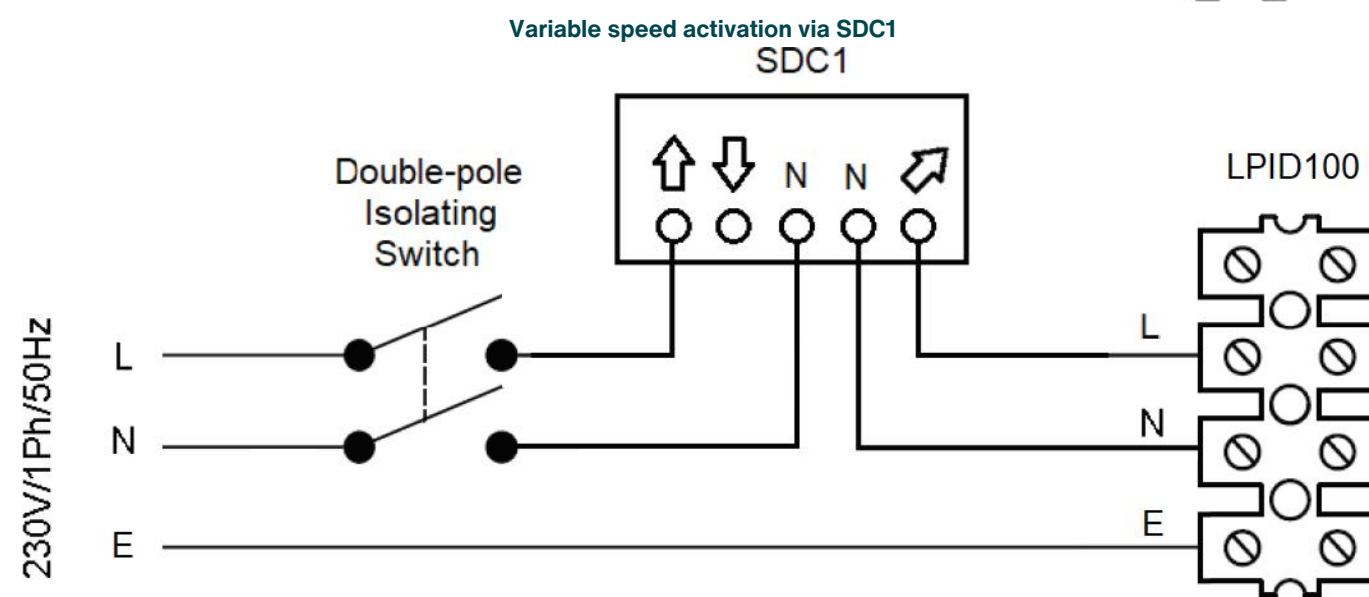 Variable speed activation via SDC1
SDC1
N N
Double-pole
Isolating
Switch
LPID100
230V/1Ph/50Hz
L
N
E
L
N
E